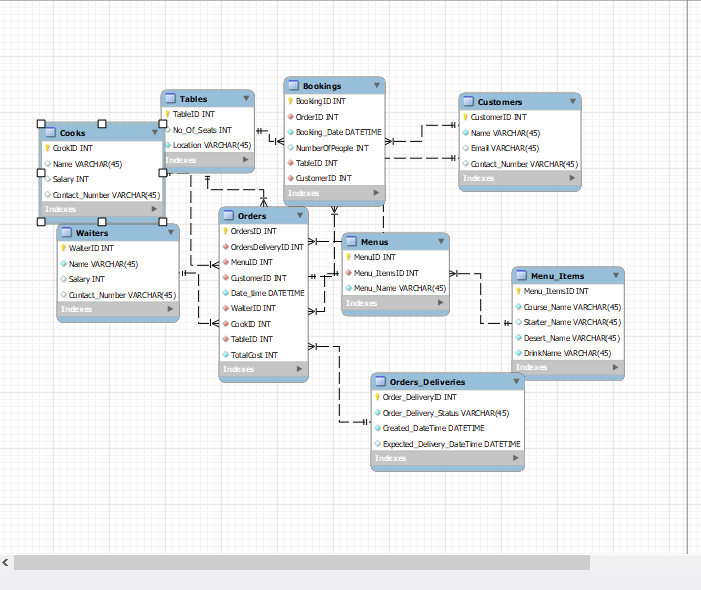 Bookings
BookingID INT
OrderID INT
Booking_Date DATETIME
NumberOfPeople INT
TableID INT
CustomerID INT
Indexes
Tables
TableID INT
No_Of_Seats INT
Location VARCHAR(45)
Indexes
Customers
CustomerID INT
Name VARCHAR(45)
Email VARCHAR(45)
Contact_Number VARCHAR(45)
Indexes
Cooks
CookID INT
Name VARCHAR(45)
Salary INT
Contact_Number VARCHAR(45)
Indexes
Waiters
WaiterID INT
Name VARCHAR(45)
Salary INT
Contact_Number VARCHAR(45)
Indexes
Orders
OrdersID INT
OrdersDeliveryID INT
MenuID INT
CustomerID INT
Date_time DATETIME
WaiterID INT
CookID INT
TableID INT
TotalCost INT
Indexes
Menus
MenuID INT
Menu_ItemsID INT
Menu_Name VARCHAR(45)
Indexes
Menu_Items
Menu_ItemsID INT
Course_Name VARCHAR(45)
Starter_Name VARCHAR(45)
Desert_Name VARCHAR(45)
DrinkName VARCHAR(45)
Indexes
Orders_Deliveries
Order_DeliveryID INT
Order_Delivery_Status VARCHAR(45)
Created_DateTime DATETIME
Expected_Delivery_DateTime DATETIME
Indexes